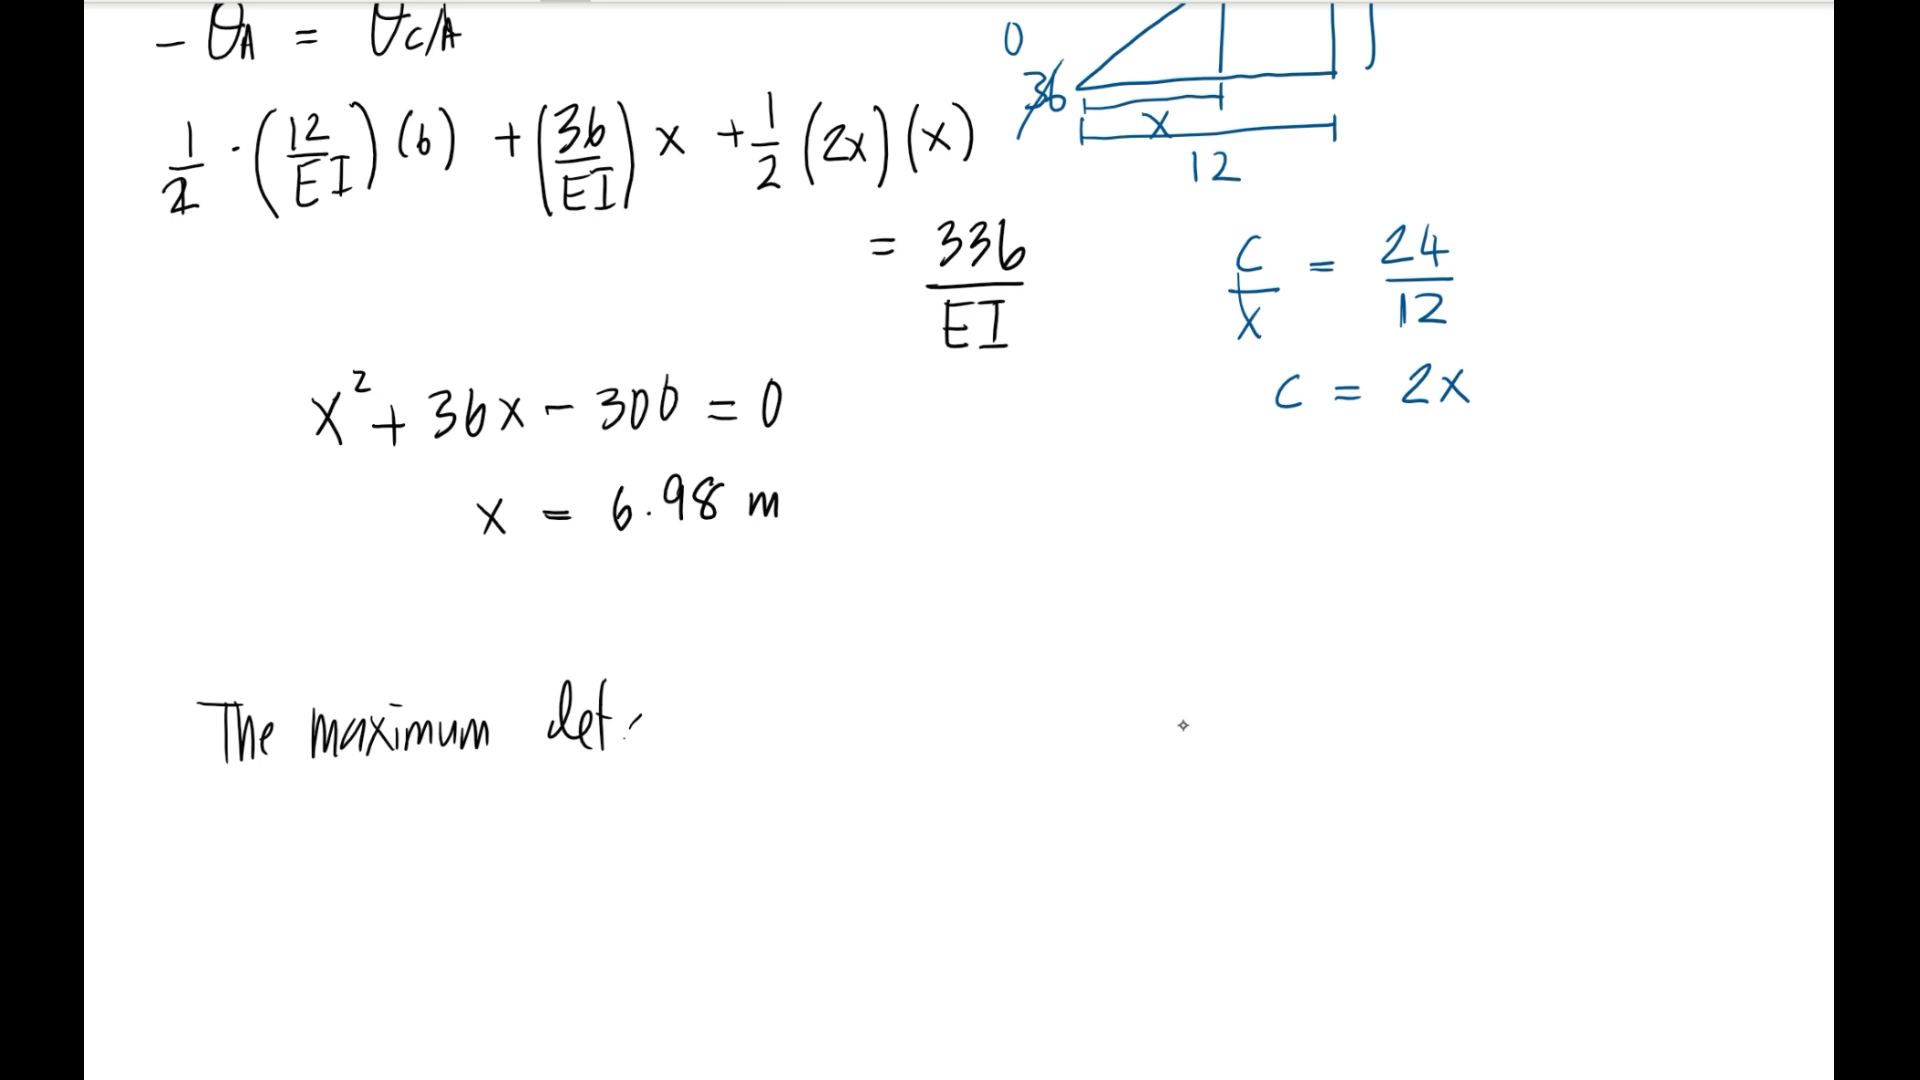 - θA = θC/A
0
36
1/2 · (12/EI) (6) + (36/EI) x + 1/2 (2x) (x)
x
12
= 336/EI
C/X = 24/12
C = 2x
x² + 36x - 300 = 0
x = 6.98 m
The maximum def